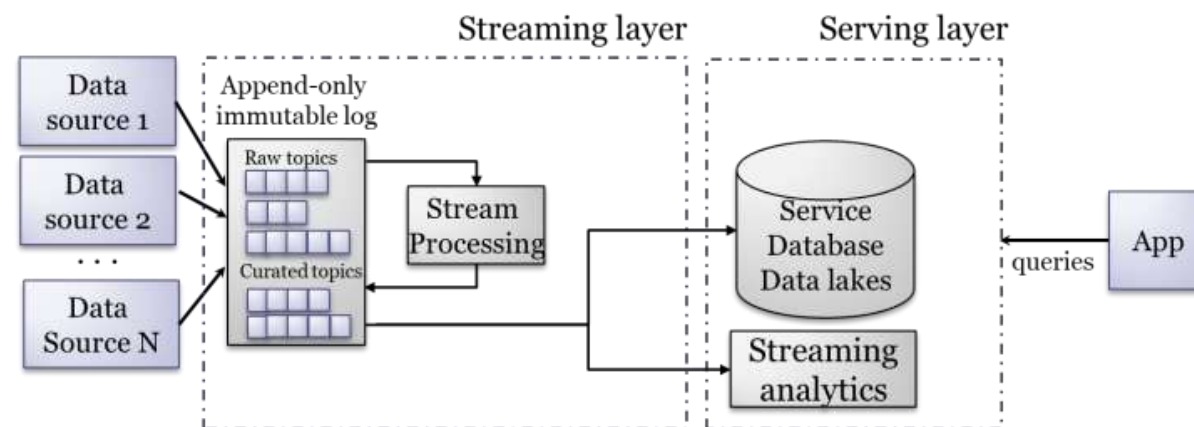 Streaming layer
Serving layer
Data
source 1
Data
source 2
. . .
Data
Source N
Append-only
immutable log
Raw topics
Curated topics
Stream
Processing
Service
Database
Data lakes
Streaming
analytics
queries
App